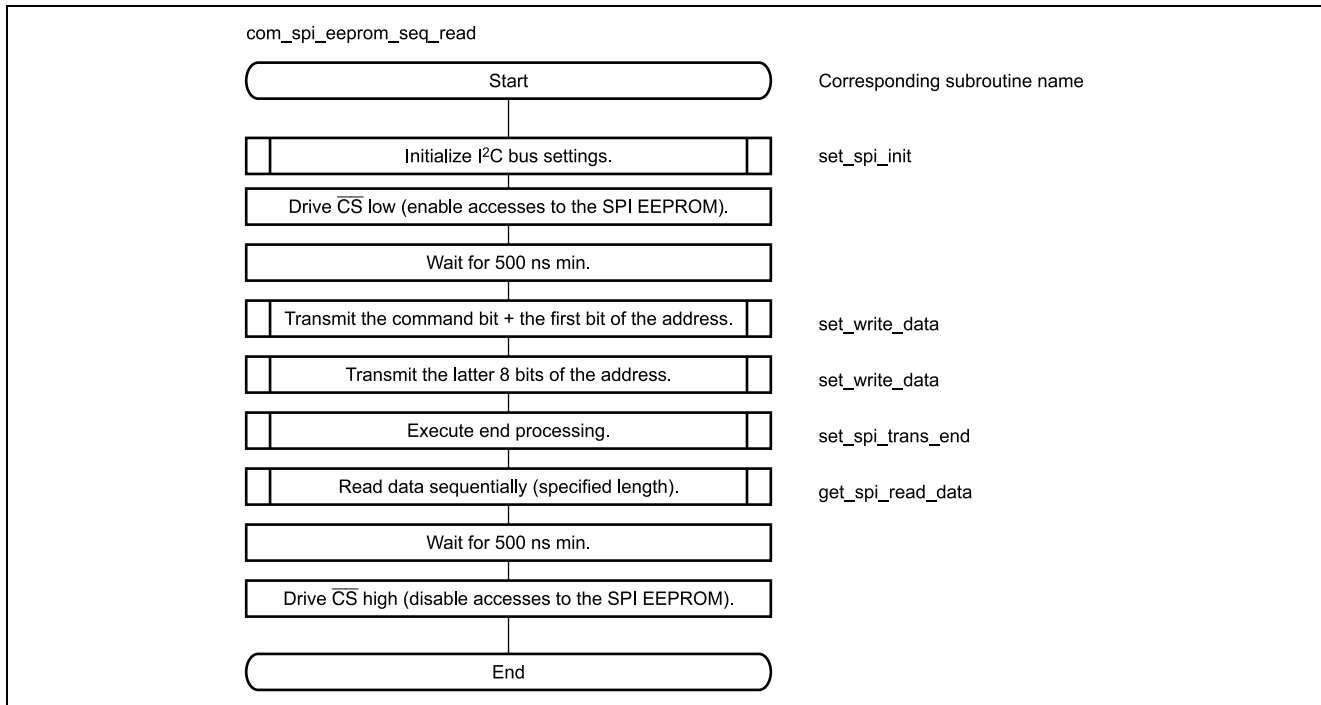 com_spi_eeprom_seq_read
Start
Corresponding subroutine name
Initialize I²C bus settings.
set_spi_init
Drive C̅S̅ low (enable accesses to the SPI EEPROM).
Wait for 500 ns min.
Transmit the command bit + the first bit of the address.
set_write_data
Transmit the latter 8 bits of the address.
set_write_data
Execute end processing.
set_spi_trans_end
Read data sequentially (specified length).
get_spi_read_data
Wait for 500 ns min.
Drive C̅S̅ high (disable accesses to the SPI EEPROM).
End